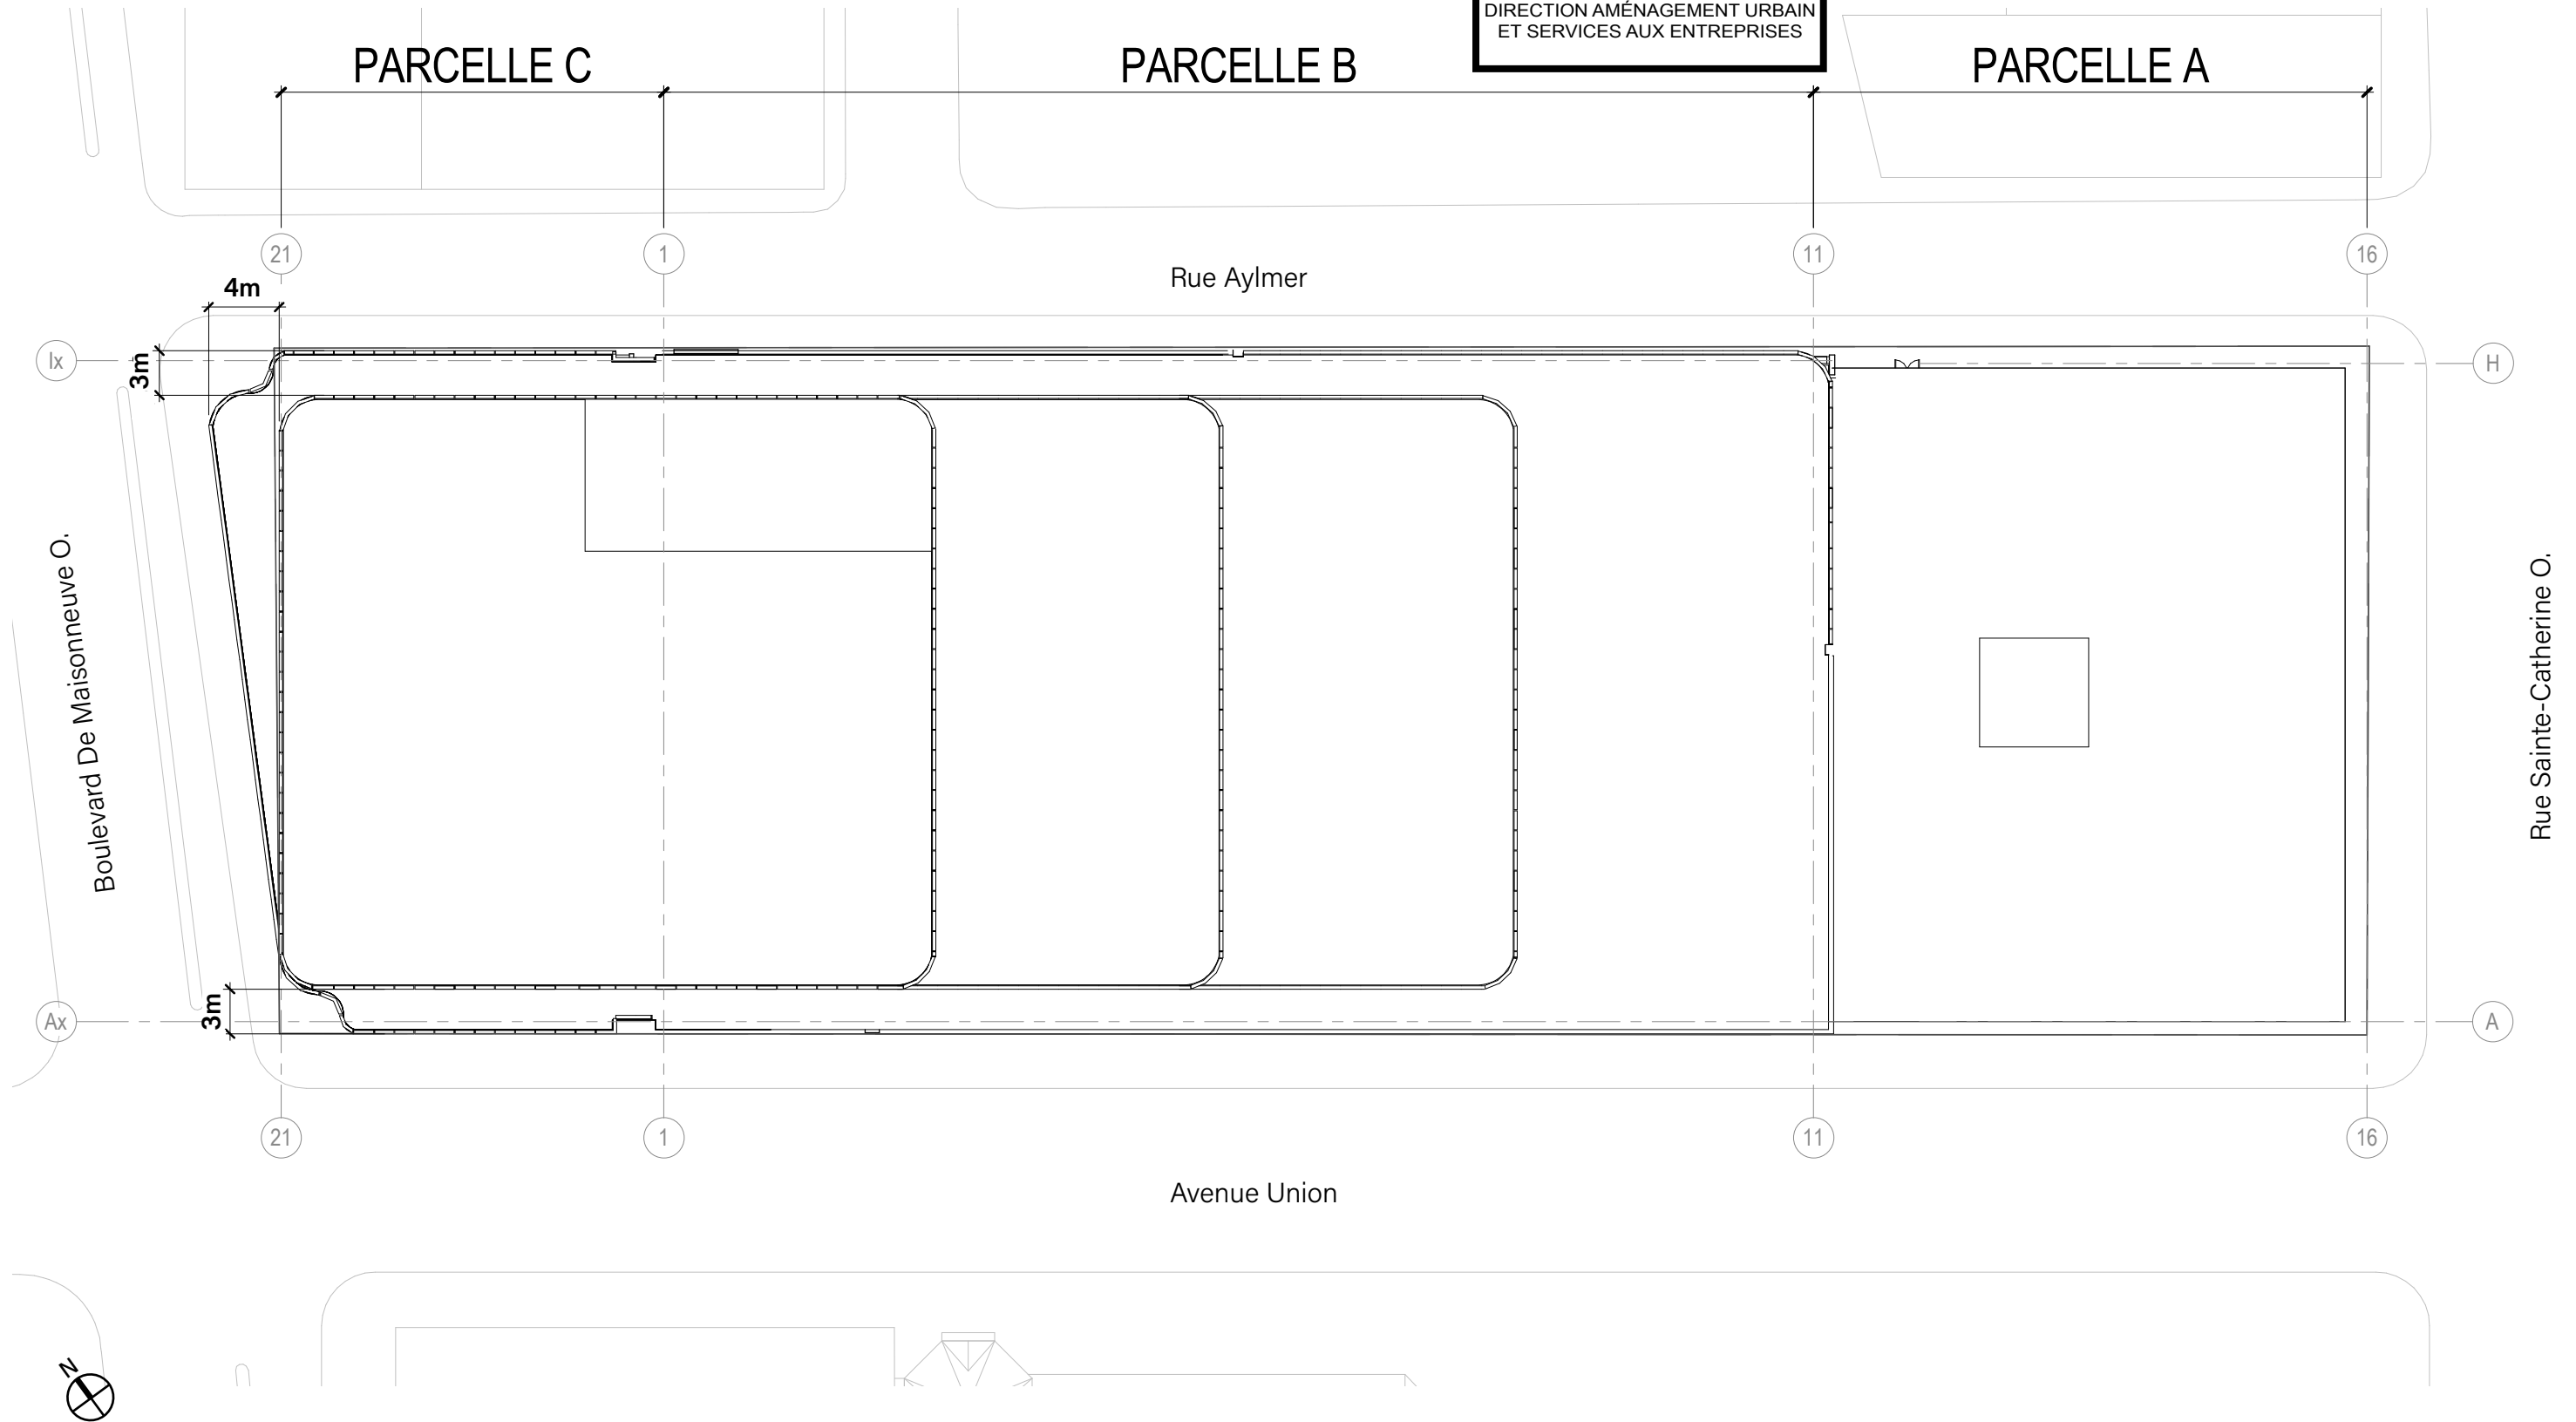 DIRECTION AMÉNAGEMENT URBAIN
ET SERVICES AUX ENTREPRISES
PARCELLE C
PARCELLE B
PARCELLE A
21
1
11
16
Rue Aylmer
4m
3m
Ix
H
Boulevard De Maisonneuve O.
Rue Sainte-Catherine O.
3m
Ax
A
21
1
11
16
Avenue Union
N